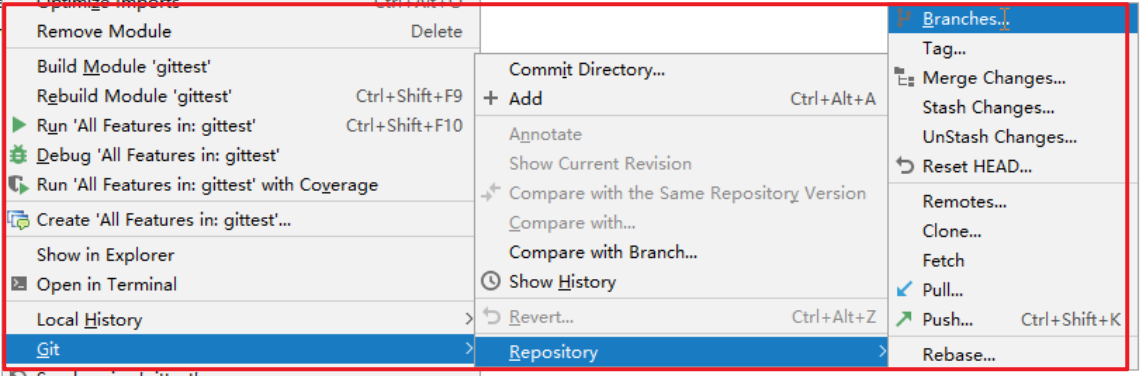 Optimize Imports Ctrl+Alt+O
Remove Module Delete
Build Module 'gittest'
Rebuild Module 'gittest' Ctrl+Shift+F9
Run 'All Features in: gittest' Ctrl+Shift+F10
Debug 'All Features in: gittest'
Run 'All Features in: gittest' with Coverage
Create 'All Features in: gittest'...
Show in Explorer
Open in Terminal
Local History
Git
Commit Directory...
Add Ctrl+Alt+A
Annotate
Show Current Revision
Compare with the Same Repository Version
Compare with...
Compare with Branch...
Show History
Revert... Ctrl+Alt+Z
Repository
Branches...
Tag...
Merge Changes...
Stash Changes...
UnStash Changes...
Reset HEAD...
Remotes...
Clone...
Fetch
Pull...
Push... Ctrl+Shift+K
Rebase...